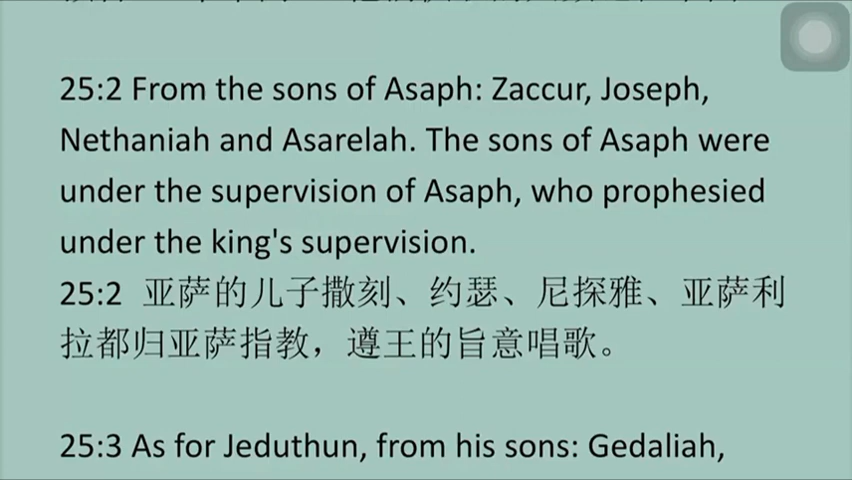 25:2 From the sons of Asaph: Zaccur, Joseph,
Nethaniah and Asarelah. The sons of Asaph were
under the supervision of Asaph, who prophesied
under the king's supervision.
25:2 亚萨的儿子撒刻、约瑟、尼探雅、亚萨利
拉都归亚萨指教，遵王的旨意唱歌。
25:3 As for Jeduthun, from his sons: Gedaliah,